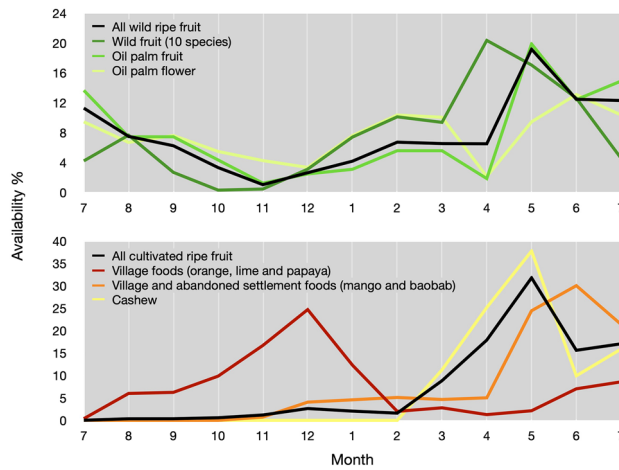 24
20
16
12
8
4
0
All wild ripe fruit
Wild fruit (10 species)
Oil palm fruit
Oil palm flower
7 8 9 10 11 12 1 2 3 4 5 6 7
Availability %
40
35
30
25
20
15
10
5
0
All cultivated ripe fruit
Village foods (orange, lime and papaya)
Village and abandoned settlement foods (mango and baobab)
Cashew
7 8 9 10 11 12 1 2 3 4 5 6 7
Month